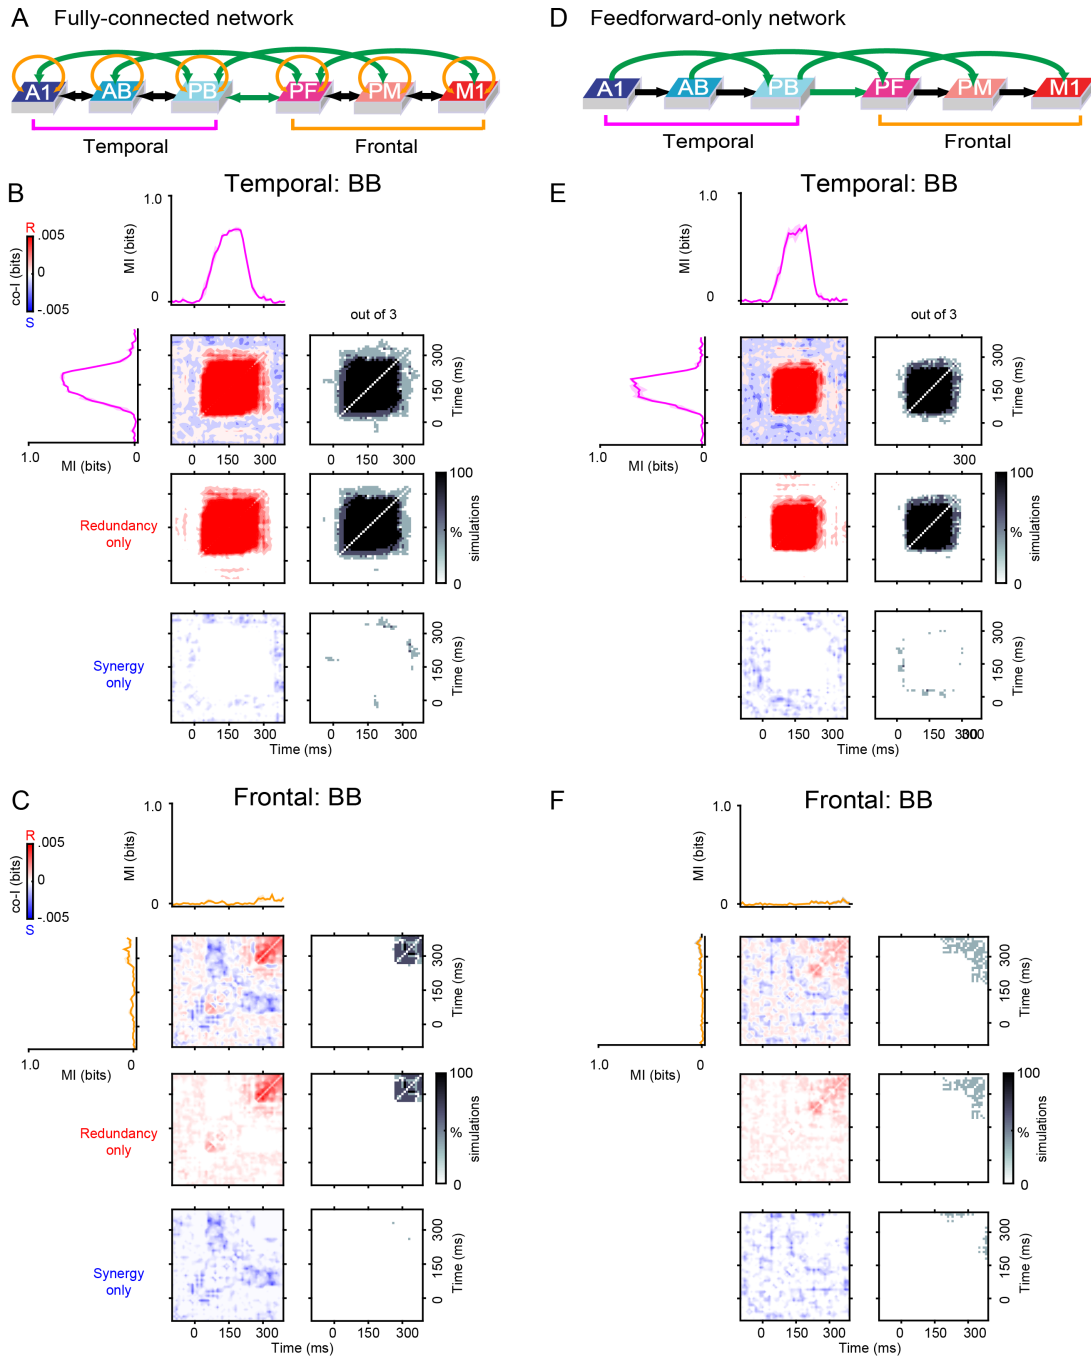 A Fully-connected network
A1 AB PB PF PM M1
Temporal Frontal
D Feedforward-only network
A1 AB PB PF PM M1
Temporal Frontal
B Temporal: BB
R
.005
0
-.005
S
co-I (bits)
1.0
MI (bits)
0
out of 3
300
150
0
Time (ms)
1.0 0
MI (bits)
0 150 300 0 150 300
Redundancy
only
100
%
0
simulations
Synergy
only
300
150
0
Time (ms)
0 150 300 0 150 300
Time (ms)
E Temporal: BB
1.0
MI (bits)
0
out of 3
300
150
0
Time (ms)
1.0 0
MI (bits)
300
100
%
0
simulations
300
150
0
Time (ms)
0 150 300 0 150
Time (ms)
C Frontal: BB
R
.005
0
-.005
S
co-I (bits)
1.0
MI (bits)
0
300
150
0
Time (ms)
1.0 0
MI (bits)
Redundancy
only
100
%
0
simulations
Synergy
only
300
150
0
Time (ms)
0 150 300 0 150 300
Time (ms)
F Frontal: BB
1.0
MI (bits)
0
300
150
0
Time (ms)
1.0 0
MI (bits)
100
%
0
simulations
300
150
0
Time (ms)
0 150 300 0 150 300
Time (ms)